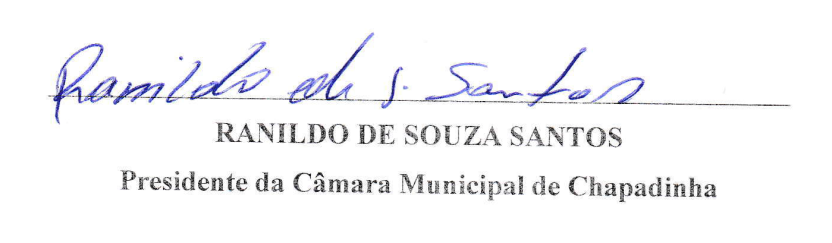 Ranildo de S. Santos
RANILDO DE SOUZA SANTOS
Presidente da Câmara Municipal de Chapadinha